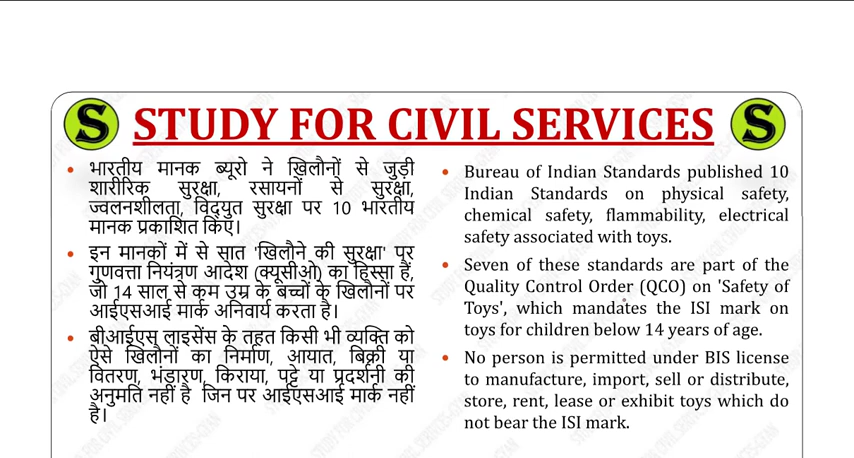 S STUDY FOR CIVIL SERVICES S
• भारतीय मानक ब्यूरो ने खिलौनों से जुड़ी
शारीरिक सुरक्षा, रसायनों से सुरक्षा,
ज्वलनशीलता, विद्युत सुरक्षा पर 10 भारतीय
मानक प्रकाशित किए।
• इन मानकों में से सात 'खिलौने की सुरक्षा' पर
गुणवत्ता नियंत्रण आदेश (क्यूसीओ) का हिस्सा हैं,
जो 14 साल से कम उम्र के बच्चों के खिलौनों पर
आईएसआई मार्क अनिवार्य करता है।
• बीआईएस लाइसेंस के तहत किसी भी व्यक्ति को
ऐसे खिलौनों का निर्माण, आयात, बिक्री या
वितरण, भंडारण, किराया, पट्टे या प्रदर्शनी की
अनुमति नहीं है जिन पर आईएसआई मार्क नहीं
है।
• Bureau of Indian Standards published 10
Indian Standards on physical safety,
chemical safety, flammability, electrical
safety associated with toys.
• Seven of these standards are part of the
Quality Control Order (QCO) on 'Safety of
Toys', which mandates the ISI mark on
toys for children below 14 years of age.
• No person is permitted under BIS license
to manufacture, import, sell or distribute,
store, rent, lease or exhibit toys which do
not bear the ISI mark.